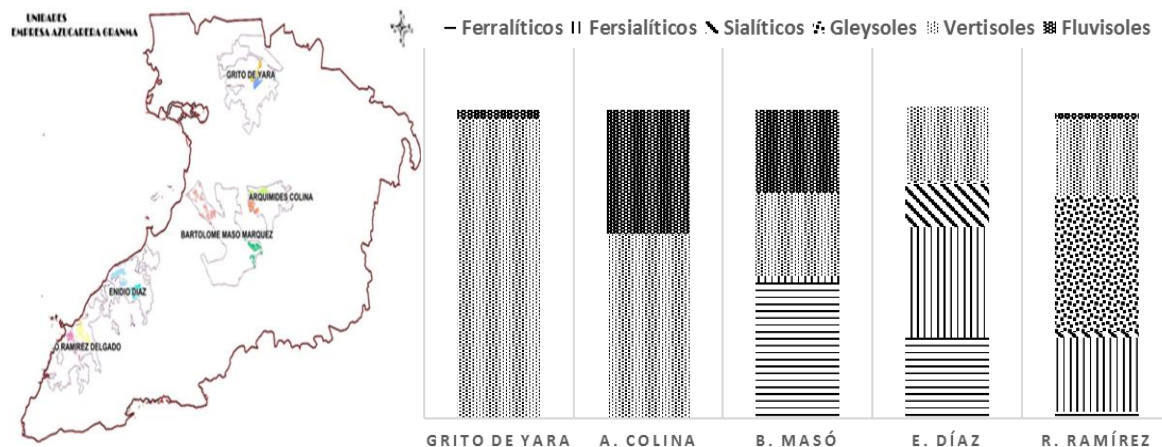 UNIDADES
EMPRESA AZUCARERA GRANMA
GRITO DE YARA
ARQUIMIDES COLINA
BARTOLOME MASO MARQUEZ
ENIDIO DIAZ
O RAMIREZ DELGADO
Ferralíticos Fersialíticos Sialíticos Gleysoles Vertisoles Fluvisoles
GRITO DE YARA A. COLINA B. MASÓ E. DÍAZ R. RAMÍREZ